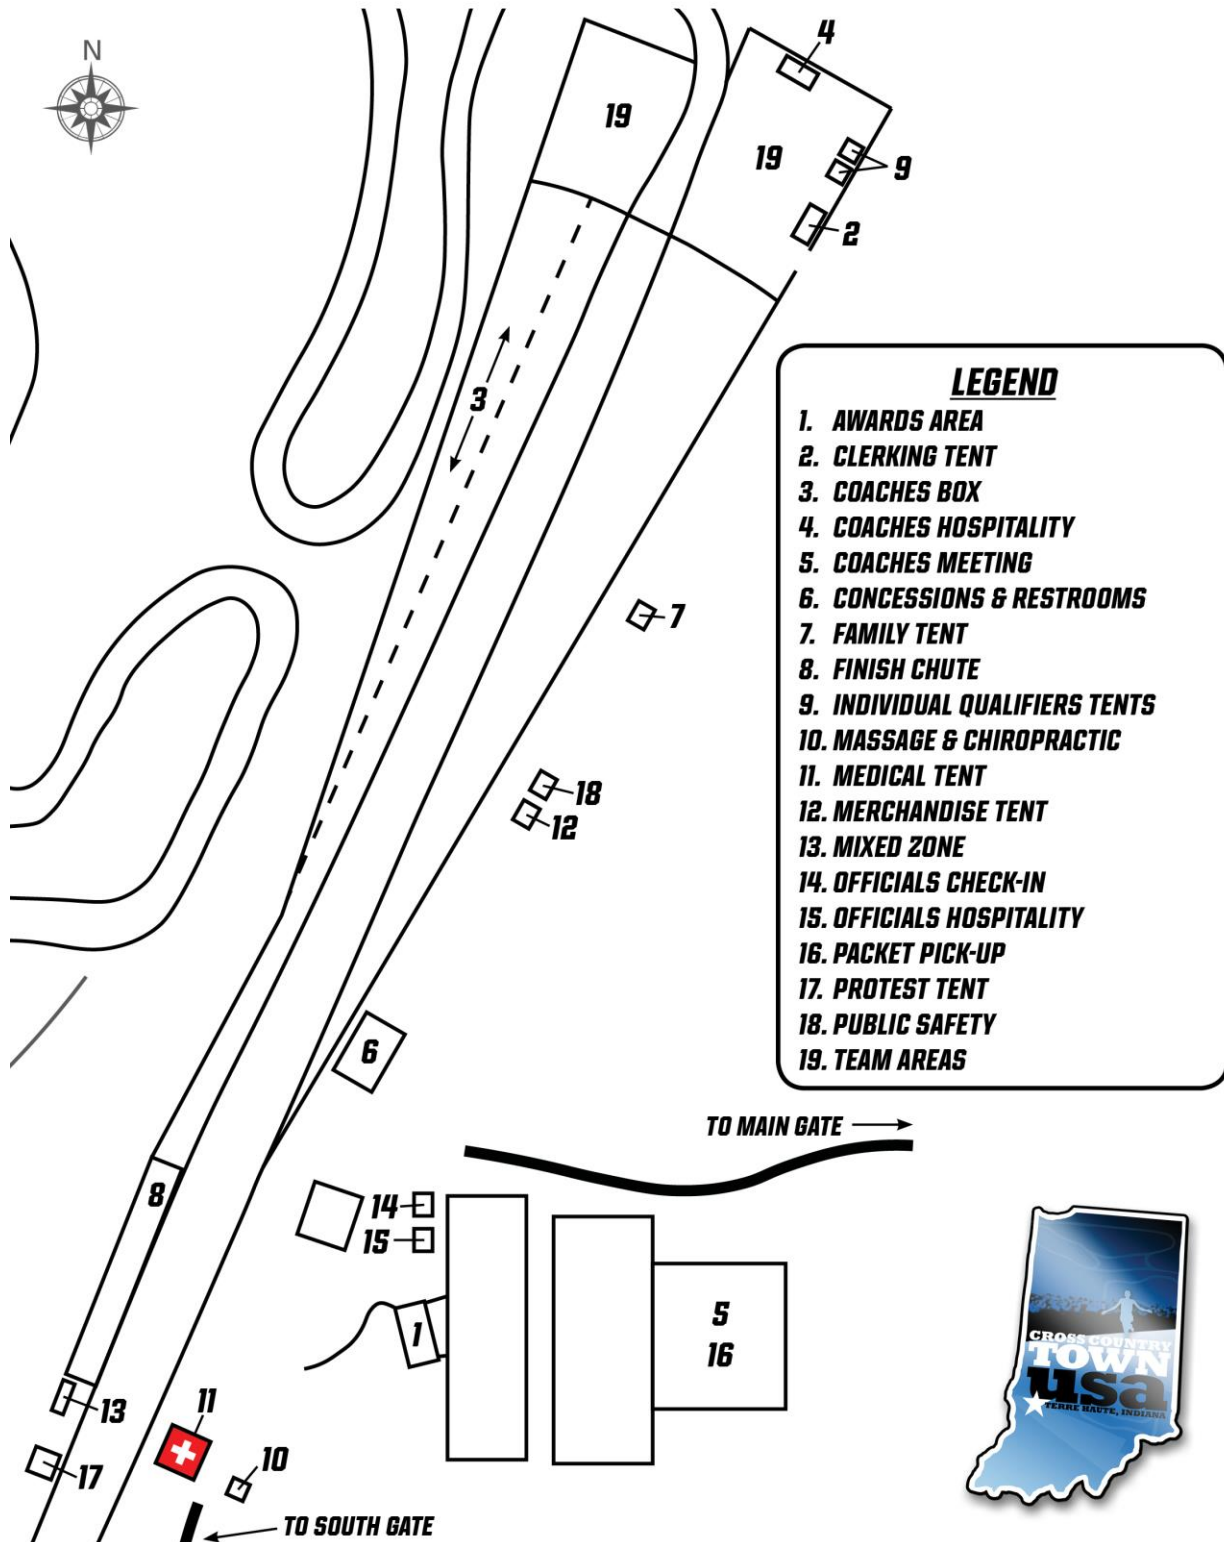 N
4
19
19
9
2
3
LEGEND
1. AWARDS AREA
2. CLERKING TENT
3. COACHES BOX
4. COACHES HOSPITALITY
5. COACHES MEETING
6. CONCESSIONS & RESTROOMS
7. FAMILY TENT
8. FINISH CHUTE
9. INDIVIDUAL QUALIFIERS TENTS
10. MASSAGE & CHIROPRACTIC
11. MEDICAL TENT
12. MERCHANDISE TENT
13. MIXED ZONE
14. OFFICIALS CHECK-IN
15. OFFICIALS HOSPITALITY
16. PACKET PICK-UP
17. PROTEST TENT
18. PUBLIC SAFETY
19. TEAM AREAS
7
18
12
6
TO MAIN GATE
8
14
15
1
5
16
13
11
17
10
TO SOUTH GATE
CROSS COUNTRY
TOWN
usa
TERRE HAUTE, INDIANA